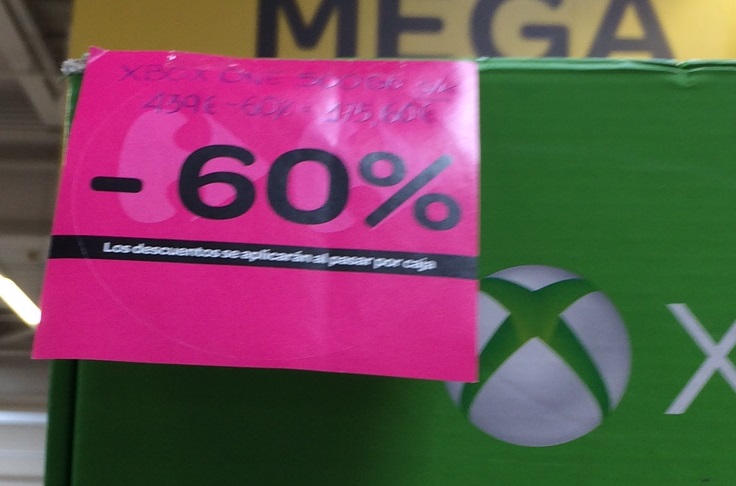 MEGA
XBOX ONE 500GB
439€ - 60% = 175,60€
- 60%
Los descuentos se aplicarán al pasar por caja
X